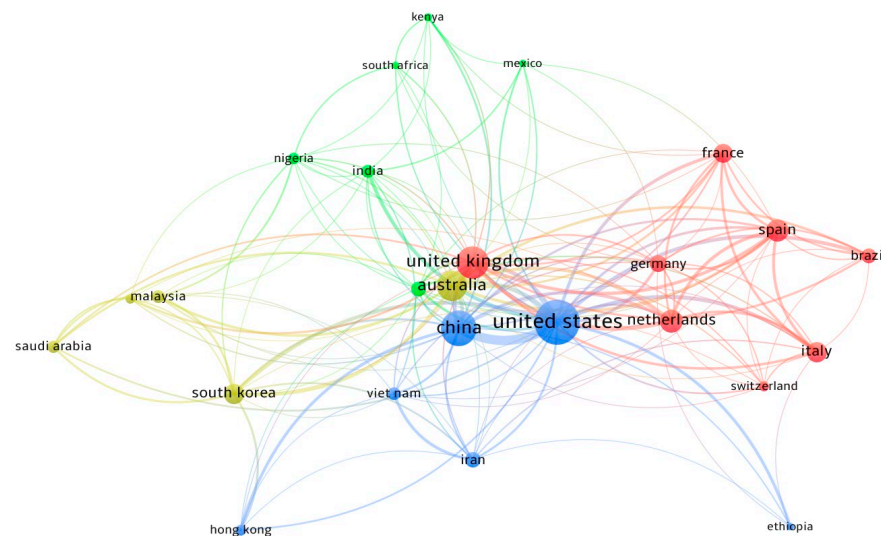 kenya
south africa
mexico
nigeria
india
france
spain
brazi
united kingdom
germany
australia
malaysia
china
united states
netherlands
saudi arabia
italy
switzerland
south korea
viet nam
iran
hong kong
ethiopia